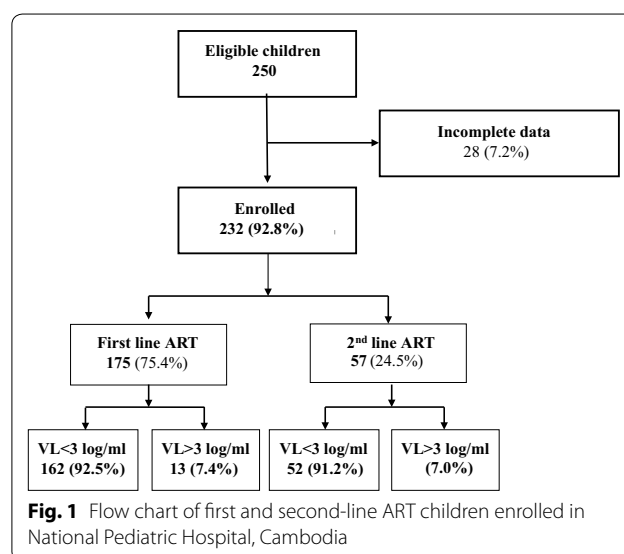 Eligible children
250
Incomplete data
28 (7.2%)
Enrolled
232 (92.8%)
First line ART
175 (75.4%)
2nd line ART
57 (24.5%)
VL<3 log/ml
162 (92.5%)
VL>3 log/ml
13 (7.4%)
VL<3 log/ml
52 (91.2%)
VL>3 log/ml
(7.0%)
Fig. 1 Flow chart of first and second-line ART children enrolled in
National Pediatric Hospital, Cambodia